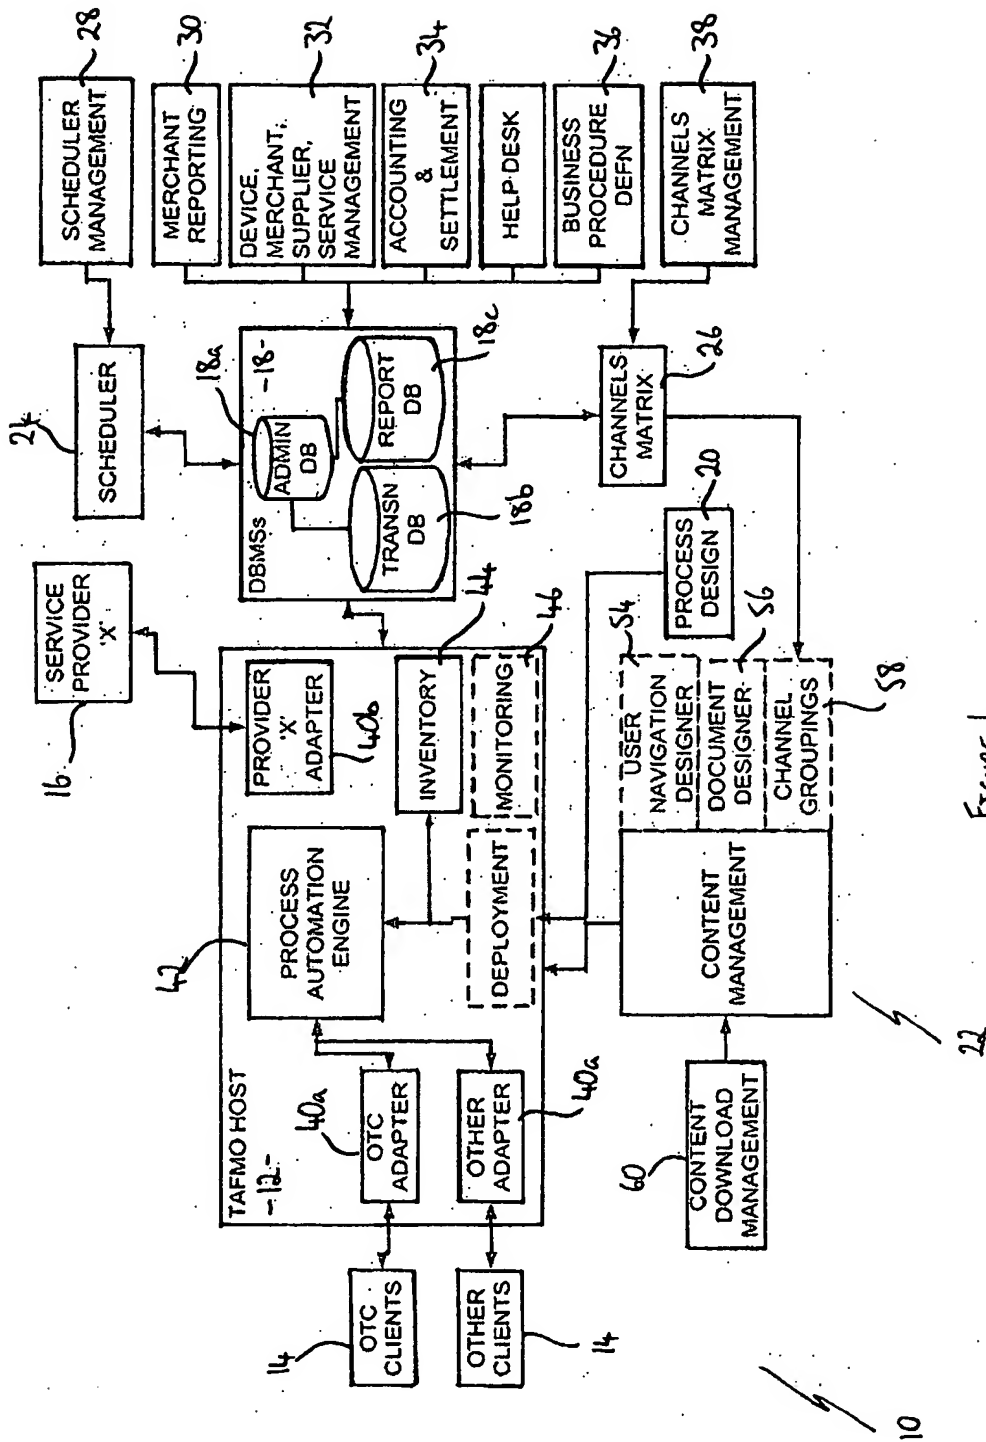 SCHEDULER
MANAGEMENT
28
MERCHANT
REPORTING
30
DEVICE,
MERCHANT,
SUPPLIER,
SERVICE
MANAGEMENT
32
ACCOUNTING
&
SETTLEMENT
34
HELP DESK
BUSINESS
PROCEDURE
DEFN
36
CHANNELS
MATRIX
MANAGEMENT
38
24
SCHEDULER
DBMSs
-18-
18a
ADMIN
DB
TRANSN
DB
18b
REPORT
DB
18c
CHANNELS
MATRIX
26
SERVICE
PROVIDER
'X'
16
TAFMO HOST
-12-
PROVIDER
'X'
ADAPTER
40b
42
PROCESS
AUTOMATION
ENGINE
INVENTORY
44
MONITORING
46
DEPLOYMENT
40a
OTC
ADAPTER
OTHER
ADAPTER
40a
PROCESS
DESIGN
20
USER
NAVIGATION
DESIGNER
54
DOCUMENT
DESIGNER
56
CHANNEL
GROUPINGS
58
CONTENT
MANAGEMENT
22
60
CONTENT
DOWNLOAD
MANAGEMENT
14
OTC
CLIENTS
OTHER
CLIENTS
14
10
Figure 1